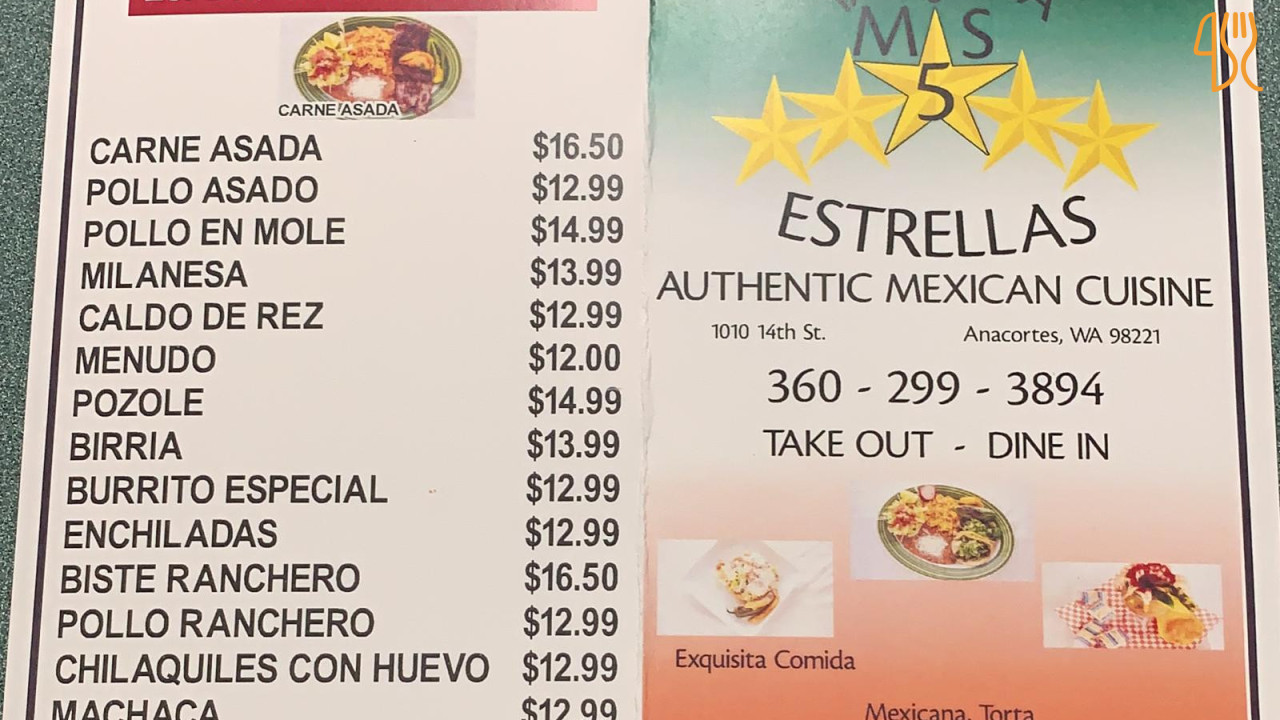 CARNE ASADA
CARNE ASADA $16.50
POLLO ASADO $12.99
POLLO EN MOLE $14.99
MILANESA $13.99
CALDO DE REZ $12.99
MENUDO $12.00
POZOLE $14.99
BIRRIA $13.99
BURRITO ESPECIAL $12.99
ENCHILADAS $12.99
BISTE RANCHERO $16.50
POLLO RANCHERO $12.99
CHILAQUILES CON HUEVO $12.99
MACHACA $12.99
5
ESTRELLAS
AUTHENTIC MEXICAN CUISINE
1010 14th St. Anacortes, WA 98221
360 - 299 - 3894
TAKE OUT - DINE IN
Exquisita Comida
Mexicana, Torta